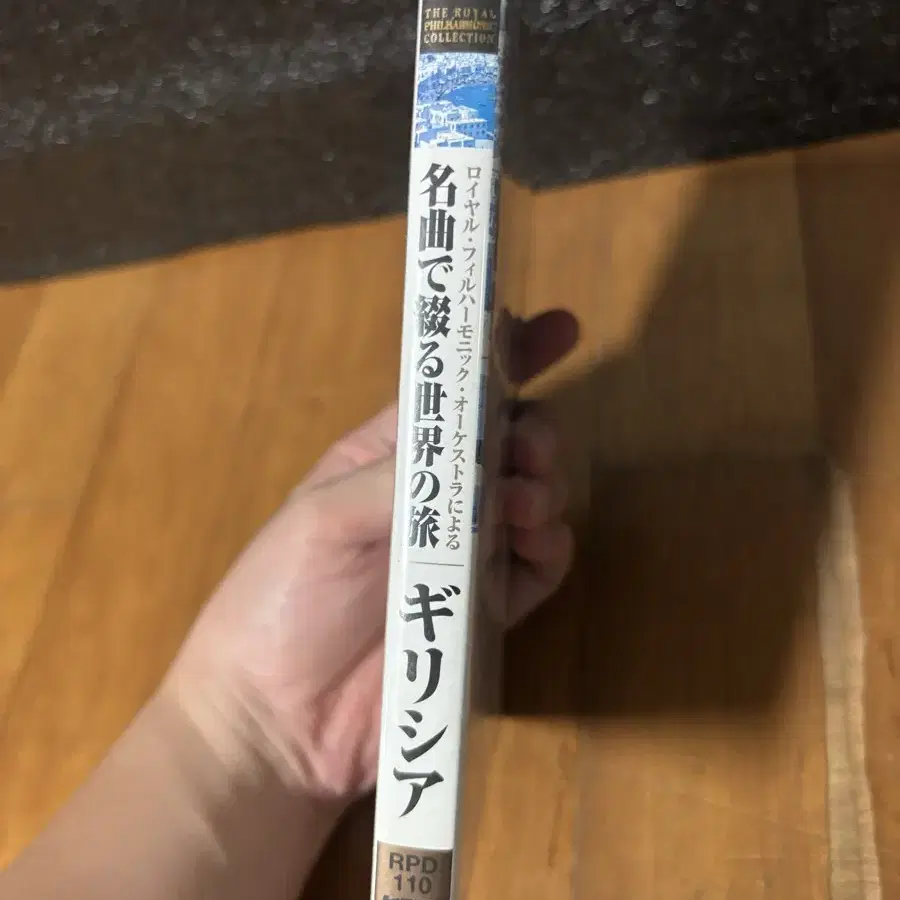 THE ROYAL
PHILHARMONIC
COLLECTION
ロイヤル・フィルハーモニック・オーケストラによる
名曲で綴る世界の旅
ギリシア
RPD
110